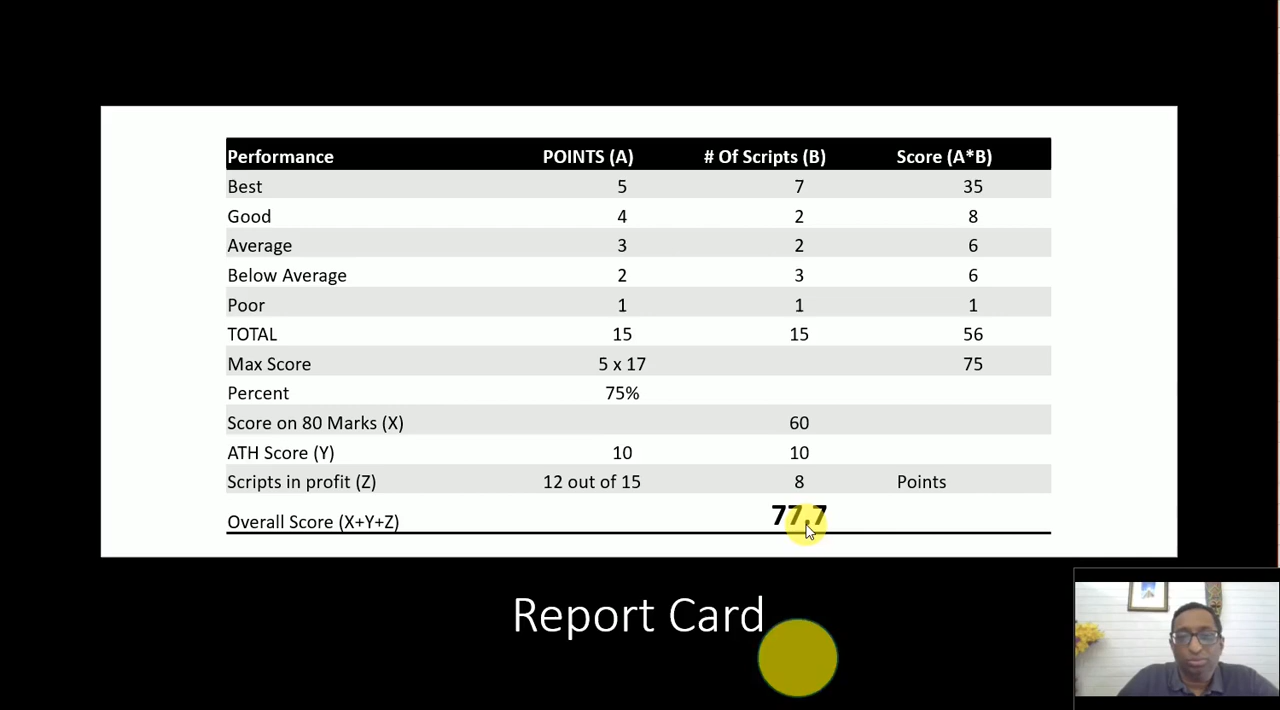 Performance POINTS (A) # Of Scripts (B) Score (A*B)
Best 5 7 35
Good 4 2 8
Average 3 2 6
Below Average 2 3 6
Poor 1 1 1
TOTAL 15 15 56
Max Score 5 x 17 75
Percent 75%
Score on 80 Marks (X) 60
ATH Score (Y) 10 10
Scripts in profit (Z) 12 out of 15 8 Points
Overall Score (X+Y+Z) 77.7
Report Card